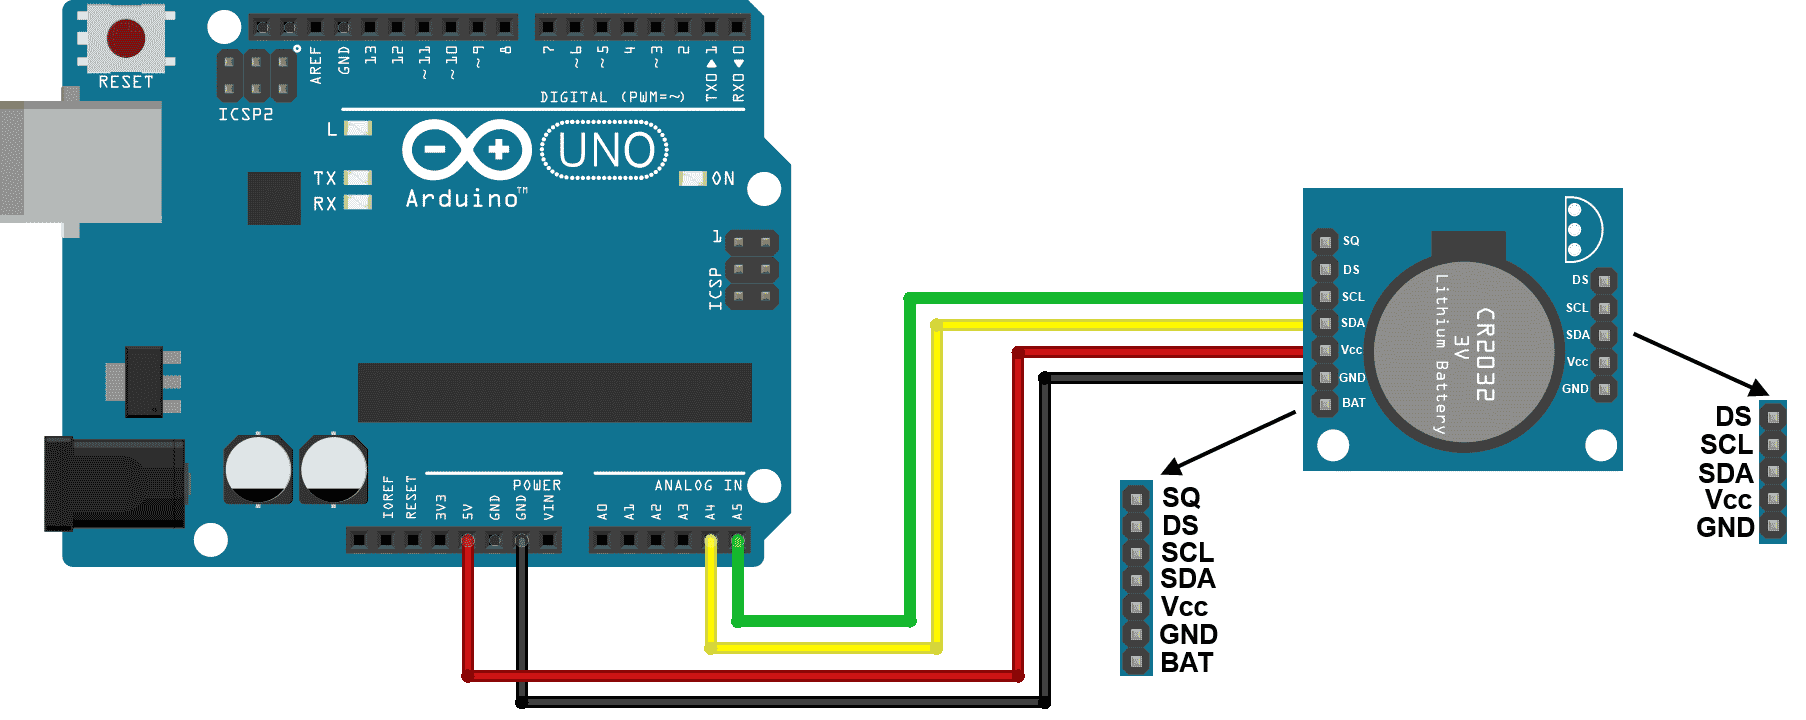 RESET
ICSP2
AREF
GND
13
12
~11
~10
~9
8
7
~6
~5
4
~3
2
TX0▶1
RX0◀0
DIGITAL (PWM=~)
L
TX
RX
Arduino™
UNO
ON
1
ICSP
IOREF
RESET
3V3
5V
GND
GND
VIN
POWER
A0
A1
A2
A3
A4
A5
ANALOG IN
SQ
DS
SCL
SDA
Vcc
GND
BAT
CR2032
3V
Lithium Battery
DS
SCL
SDA
Vcc
GND
SQ
DS
SCL
SDA
Vcc
GND
BAT
DS
SCL
SDA
Vcc
GND